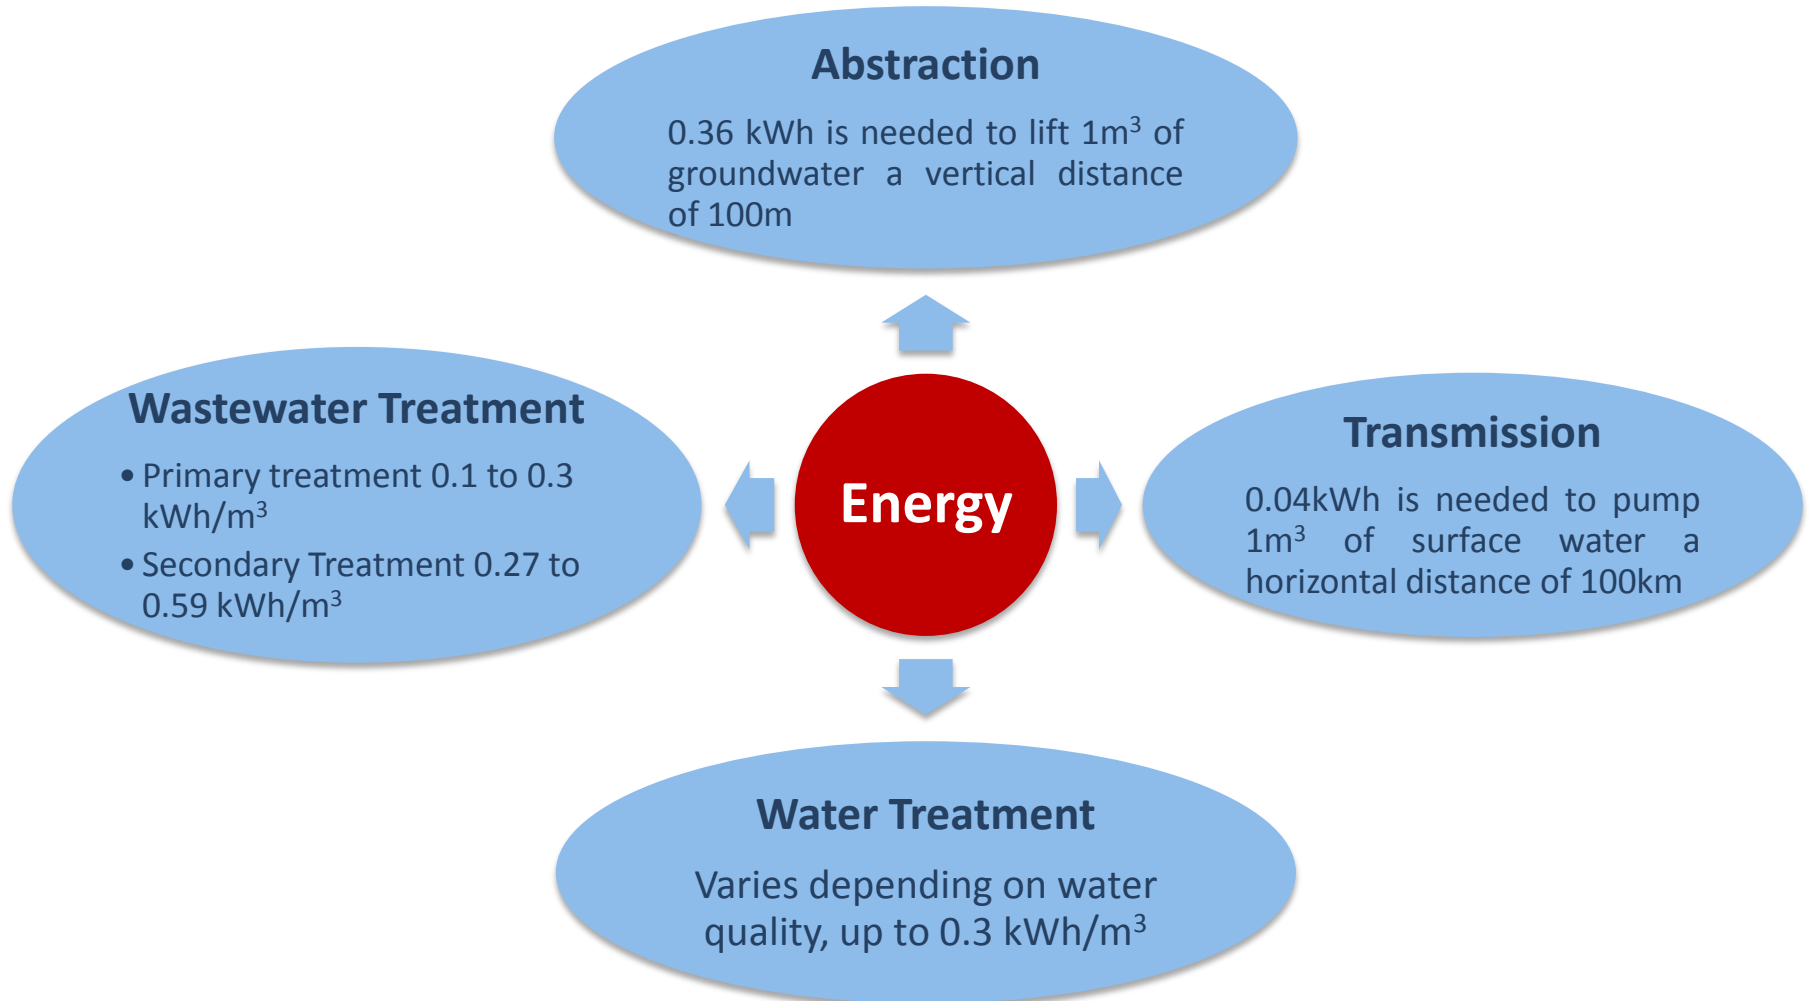 Abstraction
0.36 kWh is needed to lift 1m³ of
groundwater a vertical distance
of 100m
Wastewater Treatment
• Primary treatment 0.1 to 0.3
kWh/m³
• Secondary Treatment 0.27 to
0.59 kWh/m³
Energy
Transmission
0.04kWh is needed to pump
1m³ of surface water a
horizontal distance of 100km
Water Treatment
Varies depending on water
quality, up to 0.3 kWh/m³